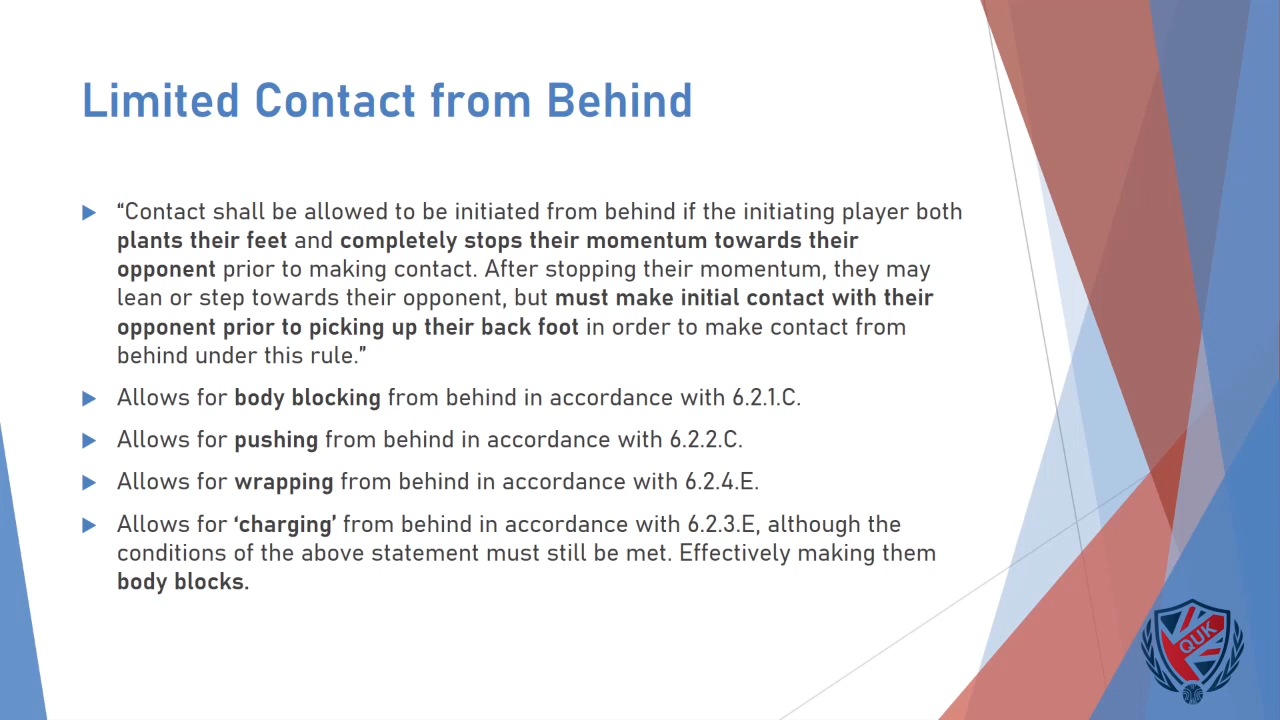 Limited Contact from Behind
“Contact shall be allowed to be initiated from behind if the initiating player both
plants their feet and completely stops their momentum towards their
opponent prior to making contact. After stopping their momentum, they may
lean or step towards their opponent, but must make initial contact with their
opponent prior to picking up their back foot in order to make contact from
behind under this rule.”
Allows for body blocking from behind in accordance with 6.2.1.C.
Allows for pushing from behind in accordance with 6.2.2.C.
Allows for wrapping from behind in accordance with 6.2.4.E.
Allows for ‘charging’ from behind in accordance with 6.2.3.E, although the
conditions of the above statement must still be met. Effectively making them
body blocks.
QUK